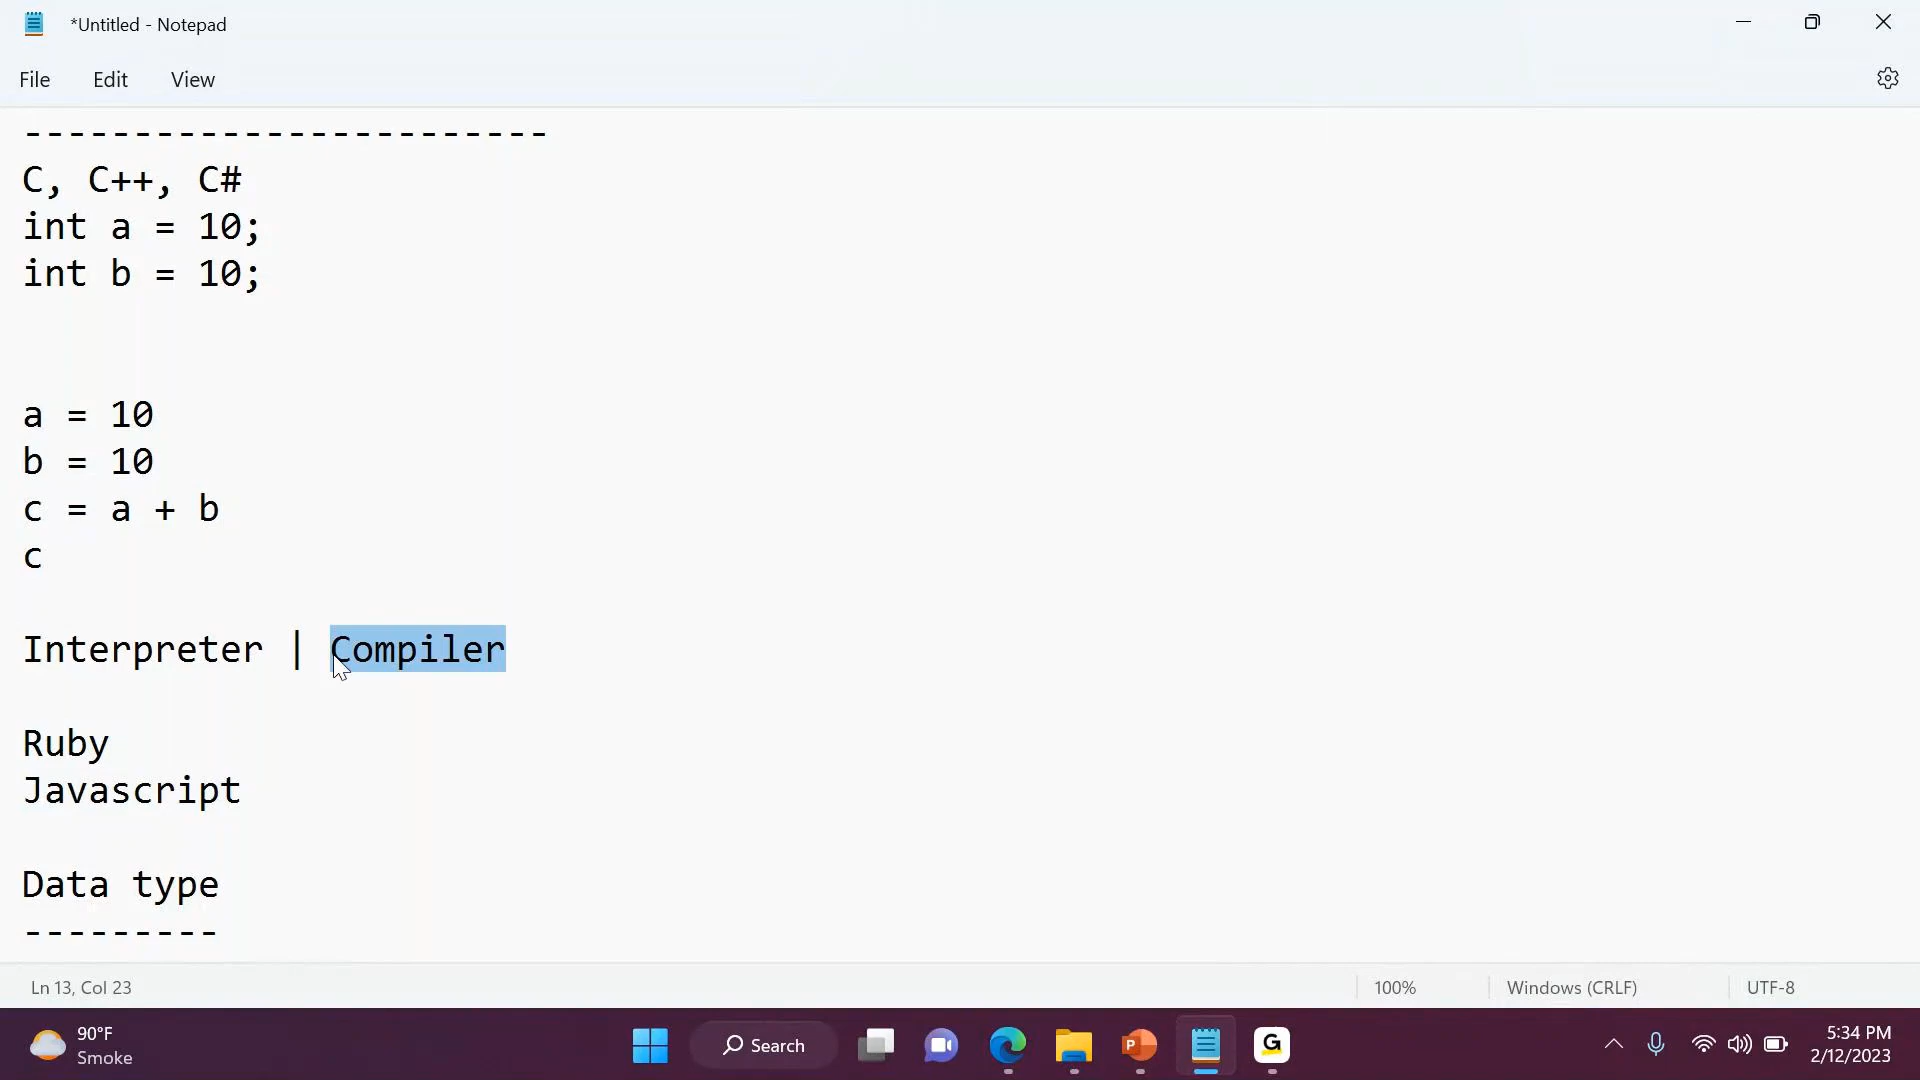 *Untitled - Notepad
File Edit View
------------------------
C, C++, C#
int a = 10;
int b = 10;
a = 10
b = 10
c = a + b
c
Interpreter | Compiler
Ruby
Javascript
Data type
---------
Ln 13, Col 23 100% Windows (CRLF) UTF-8
90°F
Smoke
Search
P
G
5:34 PM
2/12/2023